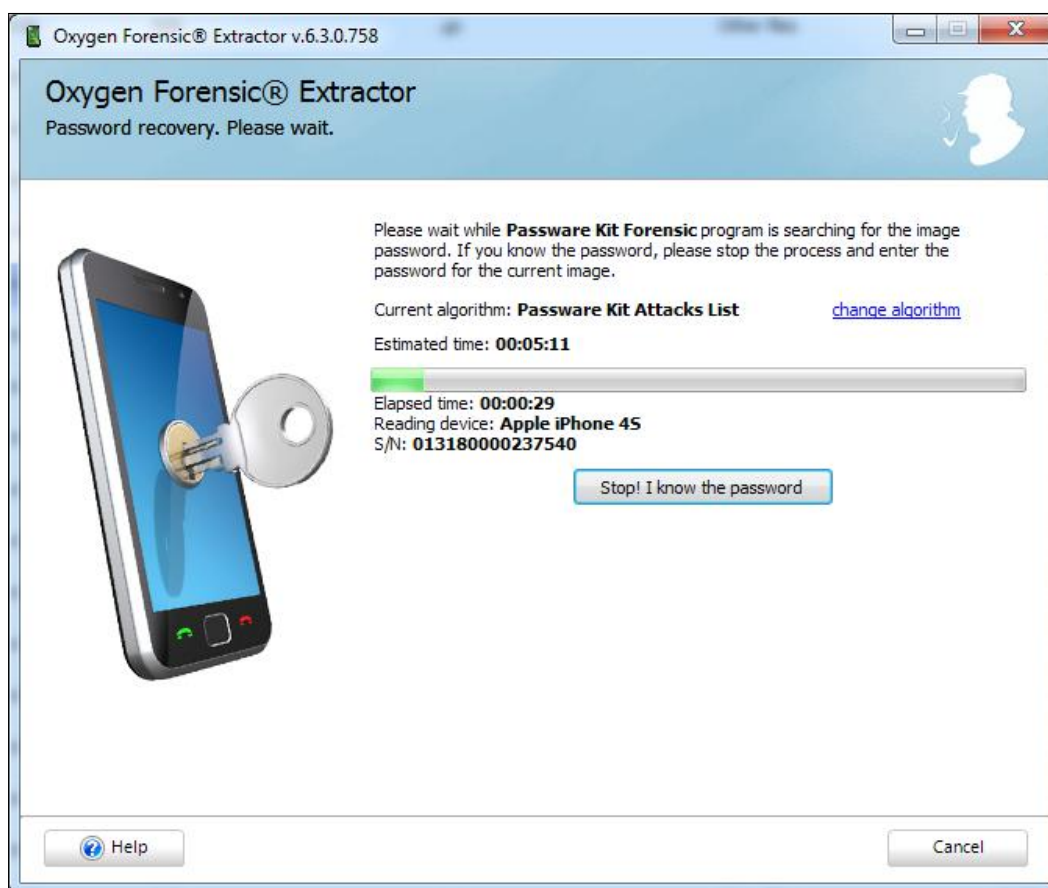 Oxygen Forensic® Extractor v.6.3.0.758
Oxygen Forensic® Extractor
Password recovery. Please wait.
Please wait while Passware Kit Forensic program is searching for the image
password. If you know the password, please stop the process and enter the
password for the current image.
Current algorithm: Passware Kit Attacks List change algorithm
Estimated time: 00:05:11
Elapsed time: 00:00:29
Reading device: Apple iPhone 4S
S/N: 013180000237540
Stop! I know the password
Help
Cancel